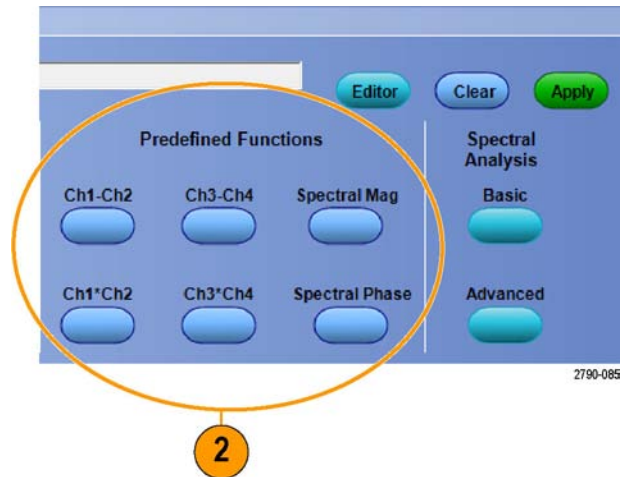 Editor Clear Apply
Predefined Functions
Spectral
Analysis
Ch1-Ch2 Ch3-Ch4 Spectral Mag Basic
Ch1*Ch2 Ch3*Ch4 Spectral Phase Advanced
2790-085
2